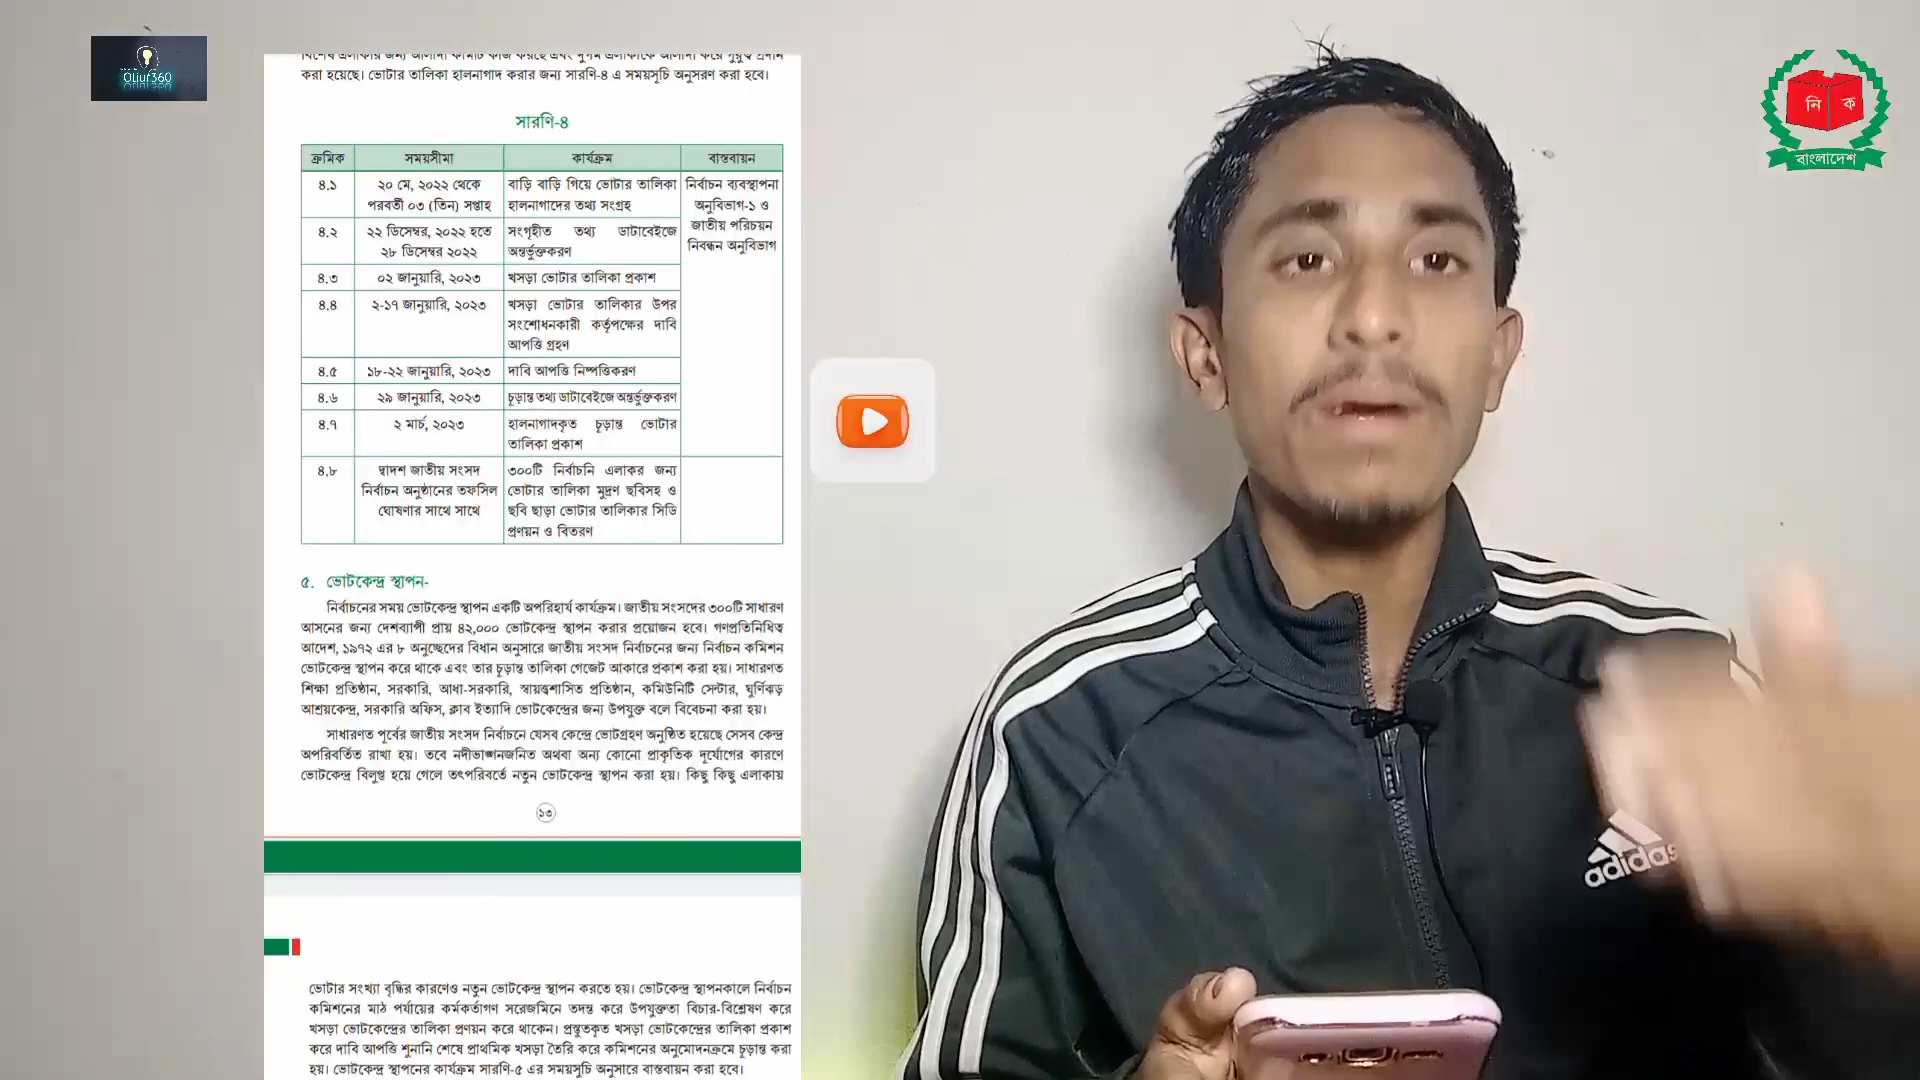 Oliur360
বিশেষ এলাকার জন্য আলাদা কমিটি কাজ করছে এবং দুর্গম এলাকাকে আলাদা করে গুরুত্ব প্রদান
করা হয়েছে। ভোটার তালিকা হালনাগাদ করার জন্য সারণি-৪ এ সময়সূচি অনুসরণ করা হবে।
সারণি-৪
ক্রমিক সময়সীমা কার্যক্রম বাস্তবায়ন
৪.১ ২০ মে, ২০২২ থেকে পরবর্তী ০৩ (তিন) সপ্তাহ বাড়ি বাড়ি গিয়ে ভোটার তালিকা হালনাগাদের তথ্য সংগ্রহ নির্বাচন ব্যবস্থাপনা অনুবিভাগ-১ ও জাতীয় পরিচয়ন নিবন্ধন অনুবিভাগ
৪.২ ২২ ডিসেম্বর, ২০২২ হতে ২৮ ডিসেম্বর ২০২২ সংগৃহীত তথ্য ডাটাবেইজে অন্তর্ভুক্তকরণ
৪.৩ ০২ জানুয়ারি, ২০২৩ খসড়া ভোটার তালিকা প্রকাশ
৪.৪ ২-১৭ জানুয়ারি, ২০২৩ খসড়া ভোটার তালিকার উপর সংশোধনকারী কর্তৃপক্ষের দাবি আপত্তি গ্রহণ
৪.৫ ১৮-২২ জানুয়ারি, ২০২৩ দাবি আপত্তি নিষ্পত্তিকরণ
৪.৬ ২৯ জানুয়ারি, ২০২৩ চূড়ান্ত তথ্য ডাটাবেইজে অন্তর্ভুক্তকরণ
৪.৭ ২ মার্চ, ২০২৩ হালনাগাদকৃত চূড়ান্ত ভোটার তালিকা প্রকাশ
৪.৮ দ্বাদশ জাতীয় সংসদ নির্বাচন অনুষ্ঠানের তফসিল ঘোষণার সাথে সাথে ৩০০টি নির্বাচনি এলাকর জন্য ভোটার তালিকা মুদ্রণ ছবিসহ ও ছবি ছাড়া ভোটার তালিকার সিডি প্রণয়ন ও বিতরণ
৫. ভোটকেন্দ্র স্থাপন-
নির্বাচনের সময় ভোটকেন্দ্র স্থাপন একটি অপরিহার্য কার্যক্রম। জাতীয় সংসদের ৩০০টি সাধারণ
আসনের জন্য দেশব্যাপী প্রায় ৪২,০০০ ভোটকেন্দ্র স্থাপন করার প্রয়োজন হবে। গণপ্রতিনিধিত্ব
আদেশ, ১৯৭২ এর ৮ অনুচ্ছেদের বিধান অনুসারে জাতীয় সংসদ নির্বাচনের জন্য নির্বাচন কমিশন
ভোটকেন্দ্র স্থাপন করে থাকে এবং তার চূড়ান্ত তালিকা গেজেট আকারে প্রকাশ করা হয়। সাধারণত
শিক্ষা প্রতিষ্ঠান, সরকারি, আধা-সরকারি, স্বায়ত্ত্বশাসিত প্রতিষ্ঠান, কমিউনিটি সেন্টার, ঘুর্ণিঝড়
আশ্রয়কেন্দ্র, সরকারি অফিস, ক্লাব ইত্যাদি ভোটকেন্দ্রের জন্য উপযুক্ত বলে বিবেচনা করা হয়।
সাধারণত পূর্বের জাতীয় সংসদ নির্বাচনে যেসব কেন্দ্রে ভোটগ্রহণ অনুষ্ঠিত হয়েছে সেসব কেন্দ্র
অপরিবর্তিত রাখা হয়। তবে নদীভাঙ্গনজনিত অথবা অন্য কোনো প্রাকৃতিক দূর্যোগের কারণে
ভোটকেন্দ্র বিলুপ্ত হয়ে গেলে তৎপরিবর্তে নতুন ভোটকেন্দ্র স্থাপন করা হয়। কিছু কিছু এলাকায়
১৩
ভোটার সংখ্যা বৃদ্ধির কারণেও নতুন ভোটকেন্দ্র স্থাপন করতে হয়। ভোটকেন্দ্র স্থাপনকালে নির্বাচন
কমিশনের মাঠ পর্যায়ের কর্মকর্তাগণ সরেজমিনে তদন্ত করে উপযুক্ততা বিচার-বিশ্লেষণ করে
খসড়া ভোটকেন্দ্রের তালিকা প্রণয়ন করে থাকেন। প্রস্তুতকৃত খসড়া ভোটকেন্দ্রের তালিকা প্রকাশ
করে দাবি আপত্তি শুনানি শেষে প্রাথমিক খসড়া তৈরি করে কমিশনের অনুমোদনক্রমে চূড়ান্ত করা
হয়। ভোটকেন্দ্র স্থাপনের কার্যক্রম সারণি-৫ এর সময়সূচি অনুসারে বাস্তবায়ন করা হবে।
নি ক
বাংলাদেশ
adidas